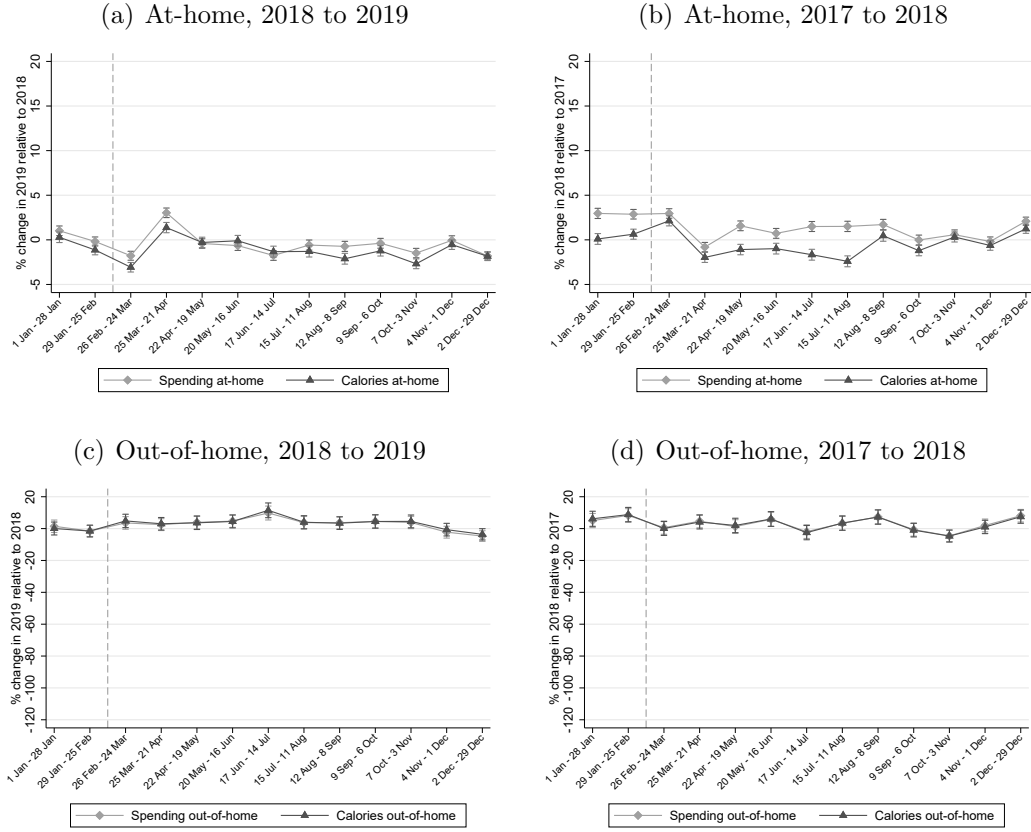 (a) At-home, 2018 to 2019
% change in 2019 relative to 2018
20
15
10
5
0
-5
1 Jan - 28 Jan
29 Jan - 25 Feb
26 Feb - 24 Mar
25 Mar - 21 Apr
22 Apr - 19 May
20 May - 16 Jun
17 Jun - 14 Jul
15 Jul - 11 Aug
12 Aug - 8 Sep
9 Sep - 6 Oct
7 Oct - 3 Nov
4 Nov - 1 Dec
2 Dec - 29 Dec
Spending at-home
Calories at-home
(b) At-home, 2017 to 2018
% change in 2018 relative to 2017
20
15
10
5
0
-5
1 Jan - 28 Jan
29 Jan - 25 Feb
26 Feb - 24 Mar
25 Mar - 21 Apr
22 Apr - 19 May
20 May - 16 Jun
17 Jun - 14 Jul
15 Jul - 11 Aug
12 Aug - 8 Sep
9 Sep - 6 Oct
7 Oct - 3 Nov
4 Nov - 1 Dec
2 Dec - 29 Dec
Spending at-home
Calories at-home
(c) Out-of-home, 2018 to 2019
% change in 2019 relative to 2018
20
0
-20
-40
-60
-80
-100
-120
1 Jan - 28 Jan
29 Jan - 25 Feb
26 Feb - 24 Mar
25 Mar - 21 Apr
22 Apr - 19 May
20 May - 16 Jun
17 Jun - 14 Jul
15 Jul - 11 Aug
12 Aug - 8 Sep
9 Sep - 6 Oct
7 Oct - 3 Nov
4 Nov - 1 Dec
2 Dec - 29 Dec
Spending out-of-home
Calories out-of-home
(d) Out-of-home, 2017 to 2018
% change in 2018 relative to 2017
20
0
-20
-40
-60
-80
-100
-120
1 Jan - 28 Jan
29 Jan - 25 Feb
26 Feb - 24 Mar
25 Mar - 21 Apr
22 Apr - 19 May
20 May - 16 Jun
17 Jun - 14 Jul
15 Jul - 11 Aug
12 Aug - 8 Sep
9 Sep - 6 Oct
7 Oct - 3 Nov
4 Nov - 1 Dec
2 Dec - 29 Dec
Spending out-of-home
Calories out-of-home